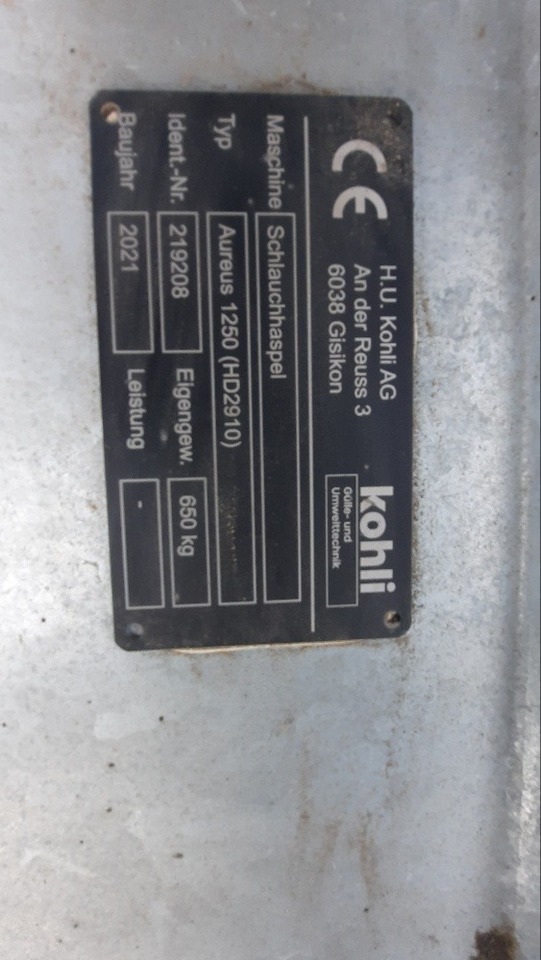 CE
H.U. Kohli AG
An der Reuss 3
6038 Gisikon
kohli
Gülle- und
Umwelttechnik
Maschine Schlauchhaspel
Typ Aureus 1250 (HD2910)
Ident.-Nr. 219208 Eigengew. 650 kg
Baujahr 2021 Leistung -